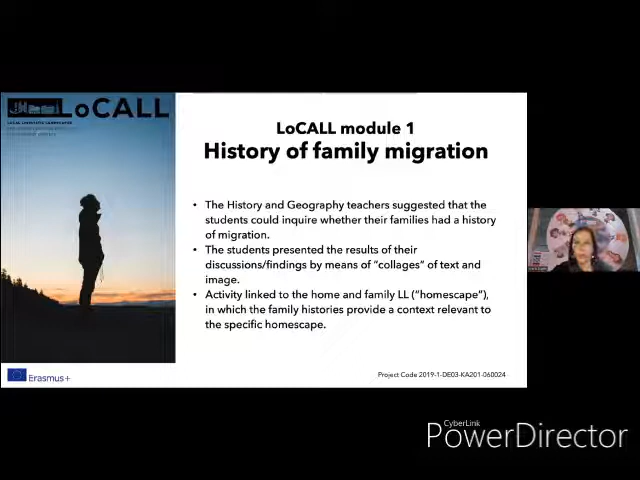 LoCALL
LOCAL LINGUISTIC LANDSCAPES
LoCALL module 1
History of family migration
• The History and Geography teachers suggested that the
students could inquire whether their families had a history
of migration.
• The students presented the results of their
discussions/findings by means of "collages" of text and
image.
• Activity linked to the home and family LL ("homescape"),
in which the family histories provide a context relevant to
the specific homescape.
Erasmus+
Project Code 2019-1-DE03-KA201-060024
CyberLink
PowerDirector